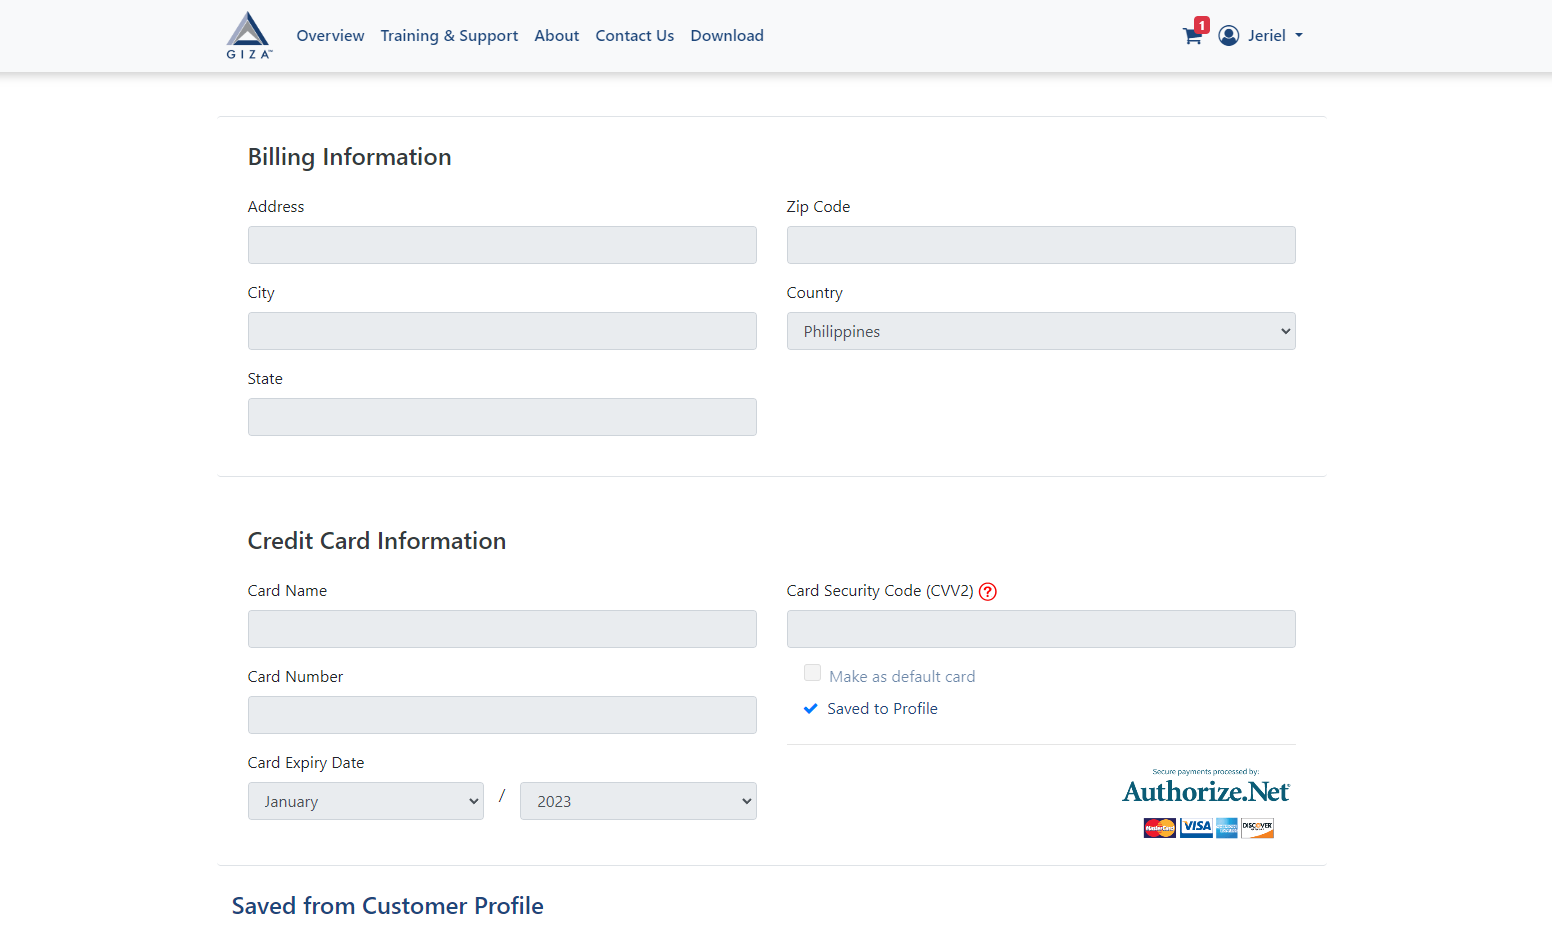 GIZA™ Overview Training & Support About Contact Us Download 1 Jeriel
Billing Information
Address Zip Code
City Country
Philippines
State
Credit Card Information
Card Name Card Security Code (CVV2) ?
Card Number Make as default card
Saved to Profile
Card Expiry Date
January / 2023
Secure payments processed by:
Authorize.Net
MasterCard VISA AMERICAN EXPRESS DISCOVER
Saved from Customer Profile